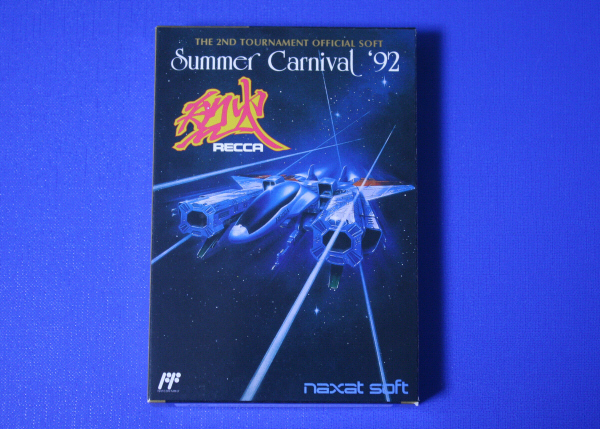 THE 2ND TOURNAMENT OFFICIAL SOFT
Summer Carnival '92
烈火
RECCA
naxat soft